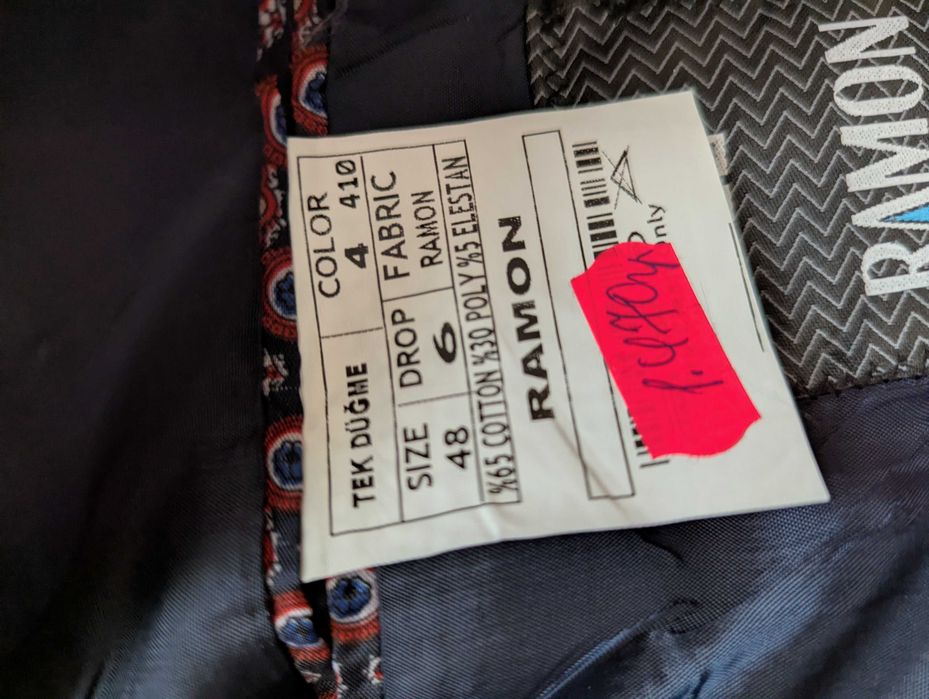 TEK DÜĞME
COLOR
4 410
SIZE DROP FABRIC
48 6 RAMON
%65 COTTON %30 POLY %5 ELESTAN
RAMON
nly
RAMON